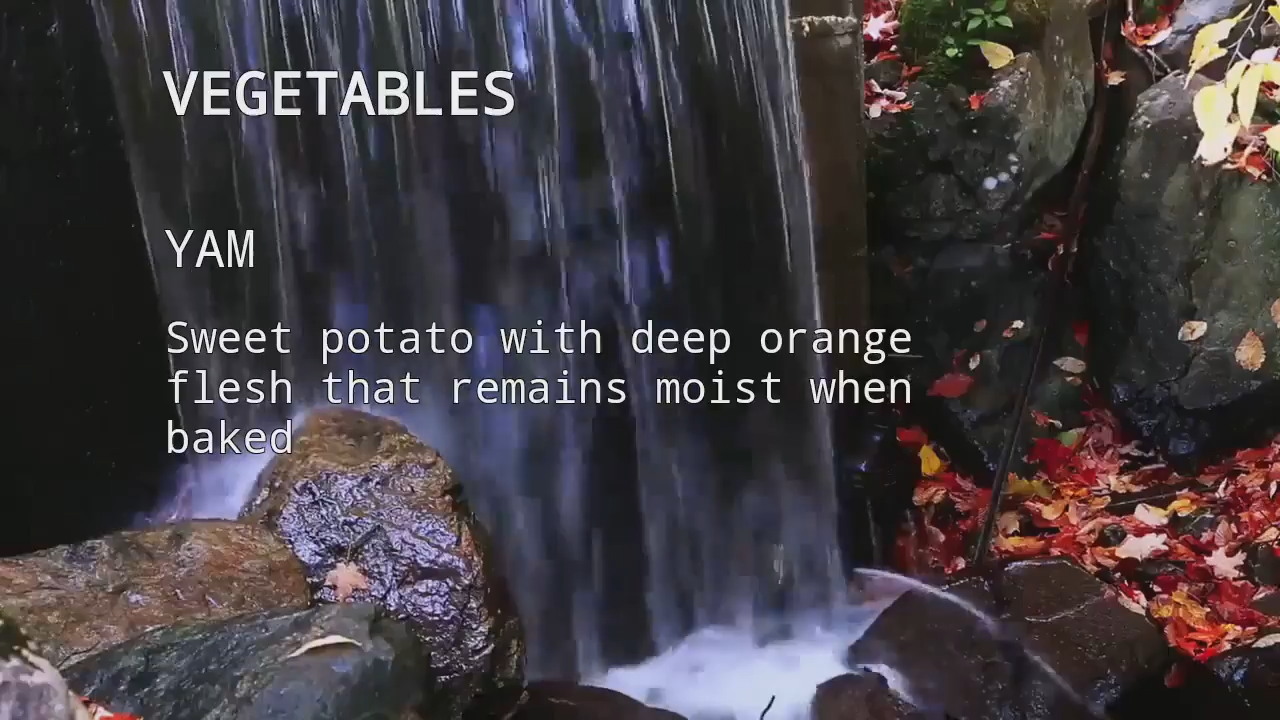 VEGETABLES
YAM
Sweet potato with deep orange
flesh that remains moist when
baked